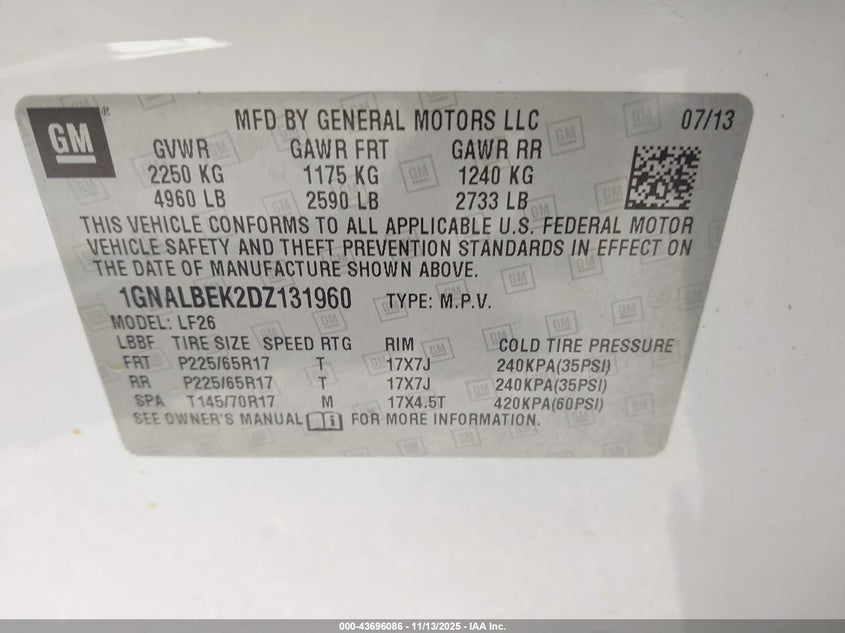 GM®
MFD BY GENERAL MOTORS LLC 07/13
GVWR GAWR FRT GAWR RR
2250 KG 1175 KG 1240 KG
4960 LB 2590 LB 2733 LB
THIS VEHICLE CONFORMS TO ALL APPLICABLE U.S. FEDERAL MOTOR
VEHICLE SAFETY AND THEFT PREVENTION STANDARDS IN EFFECT ON
THE DATE OF MANUFACTURE SHOWN ABOVE.
1GNALBEK2DZ131960 TYPE: M.P.V.
MODEL: LF26
LBBF TIRE SIZE SPEED RTG RIM COLD TIRE PRESSURE
FRT P225/65R17 T 17X7J 240KPA(35PSI)
RR P225/65R17 T 17X7J 240KPA(35PSI)
SPA T145/70R17 M 17X4.5T 420KPA(60PSI)
SEE OWNER'S MANUAL FOR MORE INFORMATION.
000-43696086 - 11/13/2025 - IAA Inc.